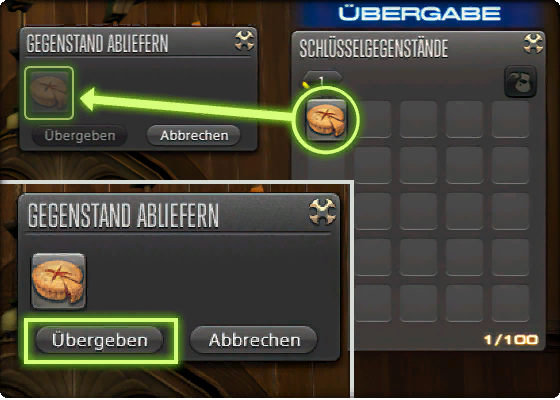 ÜBERGABE
GEGENSTAND ABLIEFERN
Übergeben
Abbrechen
SCHLÜSSELGEGENSTÄNDE
1
1/100
GEGENSTAND ABLIEFERN
Übergeben
Abbrechen